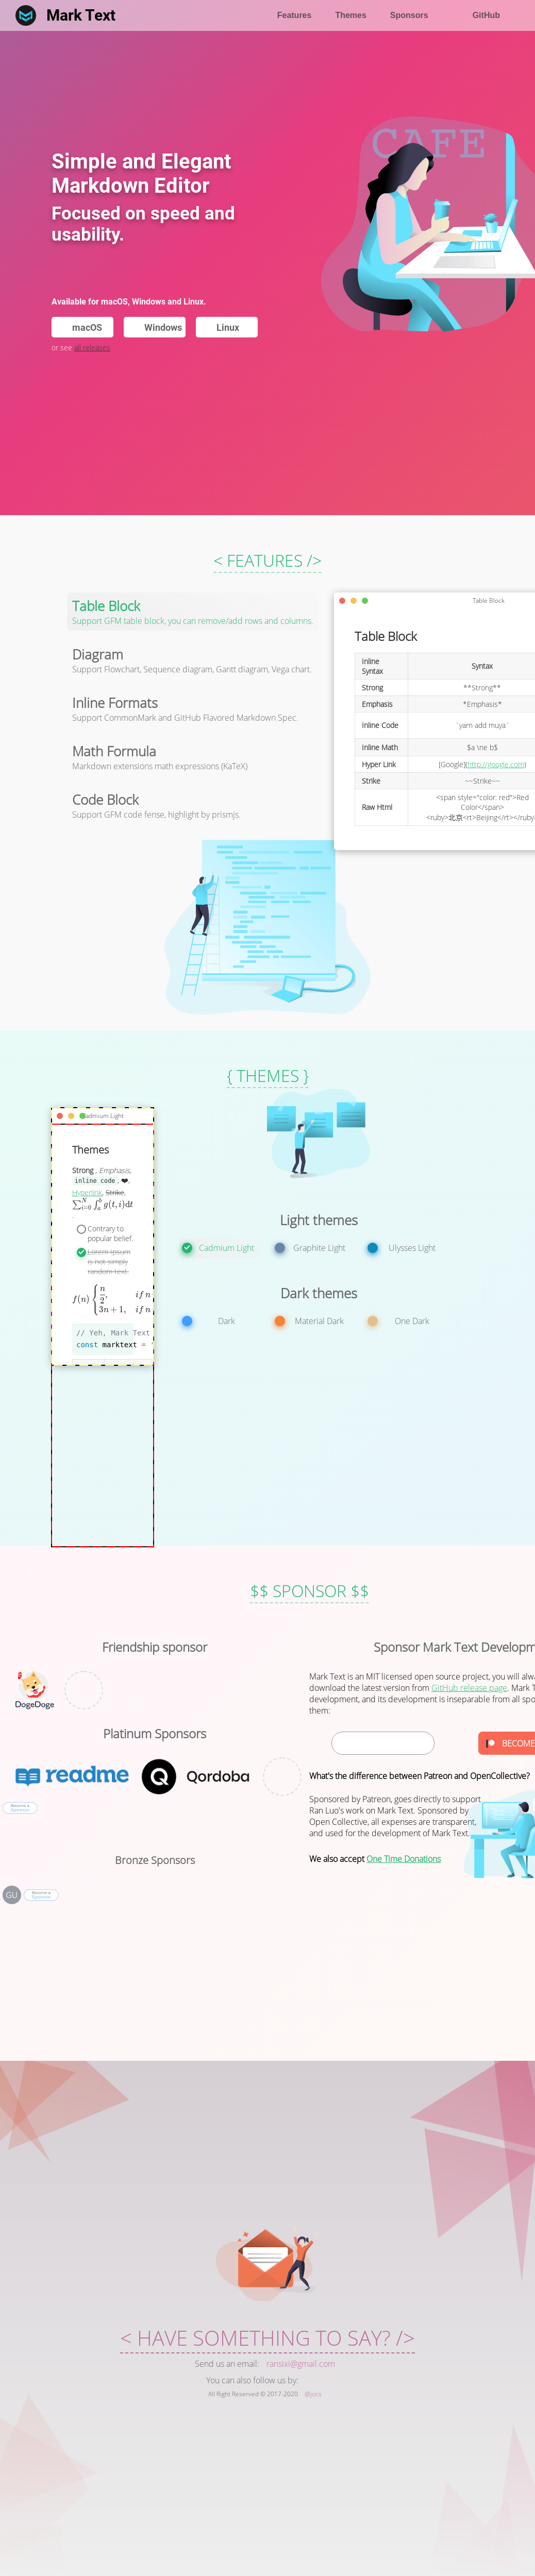 Mark Text
Features
Themes
Sponsors
GitHub
CAFE
Simple and Elegant
Markdown Editor
Focused on speed and
usability.
Available for macOS, Windows and Linux.
macOS
Windows
Linux
or see all releases
< FEATURES />
Table Block
Support GFM table block, you can remove/add rows and columns.
Diagram
Support Flowchart, Sequence diagram, Gantt diagram, Vega chart.
Inline Formats
Support CommonMark and GitHub Flavored Markdown Spec.
Math Formula
Markdown extensions math expressions (KaTeX)
Code Block
Support GFM code fense, highlight by prismjs.
Table Block
Table Block
Inline Syntax
Syntax
Strong
**Strong**
Emphasis
*Emphasis*
Inline Code
`yarn add muya`
Inline Math
$a \ne b$
Hyper Link
[Google](http://google.com)
Strike
~~Strike~~
Raw Html
<span style="color: red">Red
Color</span>
<ruby>北京<rt>Beijing</rt></ruby
{ THEMES }
Cadmium Light
Themes
Strong , Emphasis,
inline code , ❤️,
Hyperlink, Strike,
∑_{i=0}^{N} ∫_a^b g(t, i)dt
.
Contrary to
popular belief.
Lorem Ipsum
is not simply
random text.
f(n) { n/2, if n
3n + 1, if n
// Yeh, Mark Text
const marktext =
Light themes
Cadmium Light
Graphite Light
Ulysses Light
Dark themes
Dark
Material Dark
One Dark
$$ SPONSOR $$
Friendship sponsor
DogeDoge
Platinum Sponsors
readme
Qordoba
Become a
Sponsor
Bronze Sponsors
GU
Become a
Sponsor
Sponsor Mark Text Developm
Mark Text is an MIT licensed open source project, you will alwa
download the latest version from GitHub release page. Mark T
development, and its development is inseparable from all spo
them:
BECOME
What's the difference between Patreon and OpenCollective?
Sponsored by Patreon, goes directly to support
Ran Luo's work on Mark Text. Sponsored by
Open Collective, all expenses are transparent,
and used for the development of Mark Text.
We also accept One Time Donations
< HAVE SOMETHING TO SAY? />
Send us an email: ransixi@gmail.com
You can also follow us by:
All Right Reserved © 2017-2020 @jocs